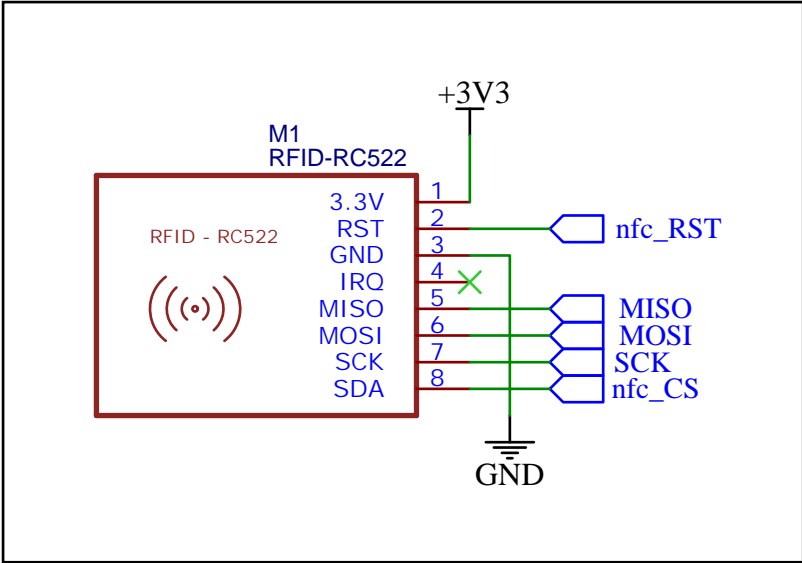 +3V3
M1
RFID-RC522
RFID - RC522
3.3V 1
RST 2 nfc_RST
GND 3
IRQ 4
MISO 5 MISO
MOSI 6 MOSI
SCK 7 SCK
SDA 8 nfc_CS
GND